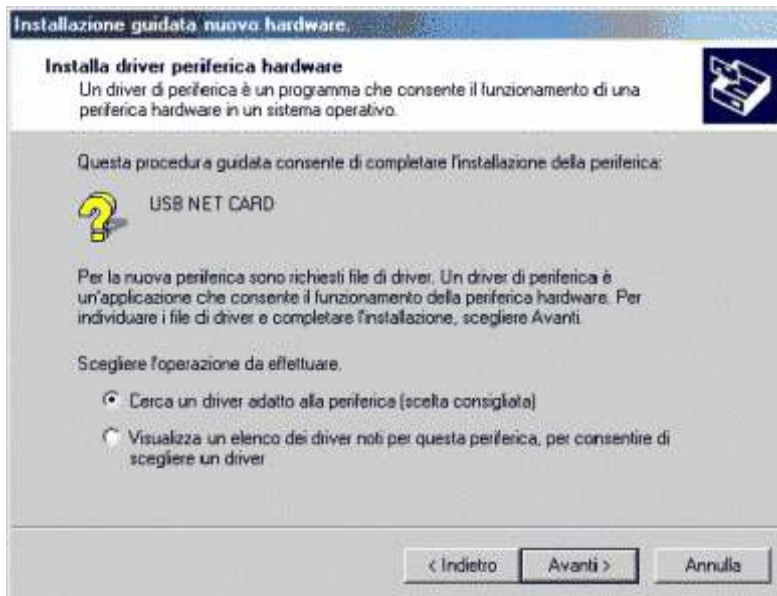 Installazione guidata nuovo hardware.
Installa driver periferica hardware
Un driver di periferica è un programma che consente il funzionamento di una
periferica hardware in un sistema operativo.
Questa procedura guidata consente di completare l'installazione della periferica:
USB NET CARD
Per la nuova periferica sono richiesti file di driver. Un driver di periferica è
un'applicazione che consente il funzionamento della periferica hardware. Per
individuare i file di driver e completare l'installazione, scegliere Avanti.
Scegliere l'operazione da effettuare.
Cerca un driver adatto alla periferica (scelta consigliata)
Visualizza un elenco dei driver noti per questa periferica, per consentire di
scegliere un driver
< Indietro Avanti > Annulla